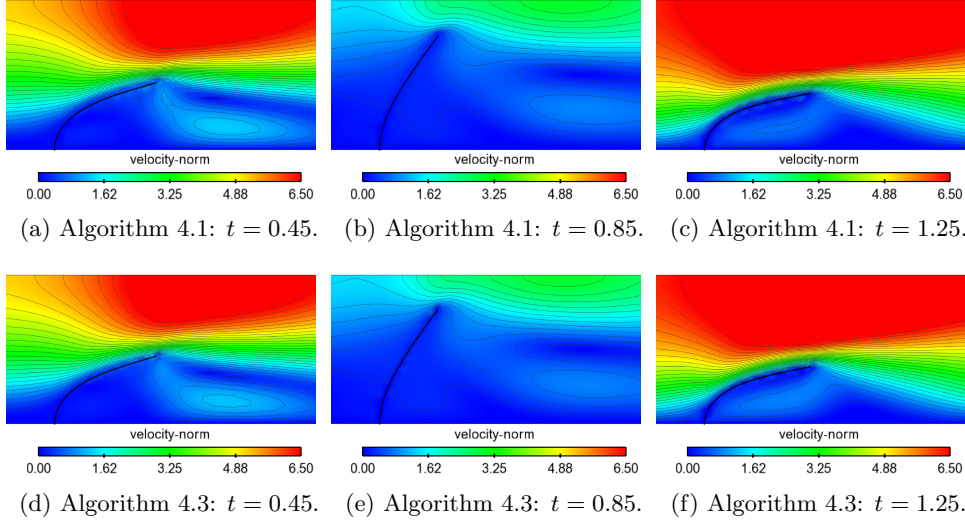 velocity-norm velocity-norm velocity-norm
0.00 1.62 3.25 4.88 6.50 0.00 1.62 3.25 4.88 6.50 0.00 1.62 3.25 4.88 6.50
(a) Algorithm 4.1: t = 0.45. (b) Algorithm 4.1: t = 0.85. (c) Algorithm 4.1: t = 1.25.
velocity-norm velocity-norm velocity-norm
0.00 1.62 3.25 4.88 6.50 0.00 1.62 3.25 4.88 6.50 0.00 1.62 3.25 4.88 6.50
(d) Algorithm 4.3: t = 0.45. (e) Algorithm 4.3: t = 0.85. (f) Algorithm 4.3: t = 1.25.